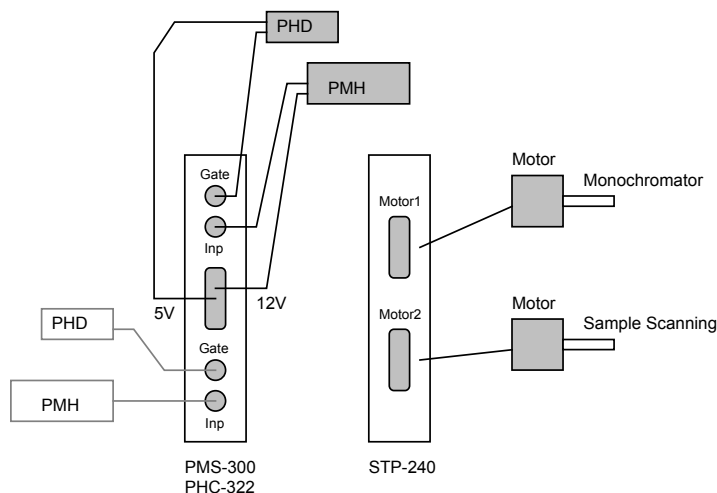 PHD
PMH
Gate
Inp
5V
12V
PHD
Gate
PMH
Inp
PMS-300
PHC-322
Motor1
Motor2
STP-240
Motor
Monochromator
Motor
Sample Scanning